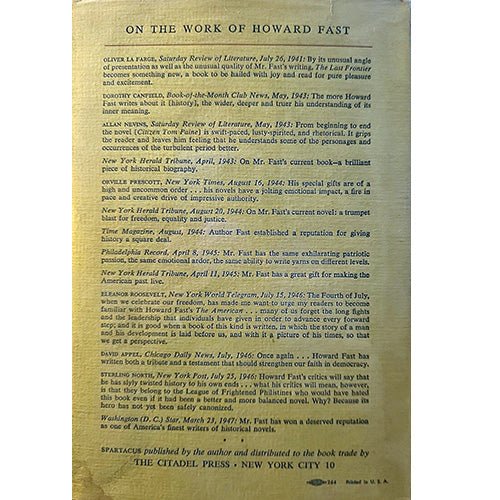 ON THE WORK OF HOWARD FAST
OLIVER LA FARGE, Saturday Review of Literature, July 26, 1941: By its unusual angle
of presentation as well as the unusual quality of Mr. Fast's writing, The Last Frontier
becomes something new, a book to be hailed with joy and read for pure pleasure
and excitement.
DOROTHY CANFIELD, Book-of-the-Month Club News, May, 1943: The more Howard
Fast writes about it [history], the wider, deeper and truer his understanding of its
inner meaning.
ALLAN NEVINS, Saturday Review of Literature, May, 1943: From beginning to end
the novel (Citizen Tom Paine) is swift-paced, lusty-spirited, and rhetorical. It grips
the reader and leaves him feeling that he understands some of the personages and
occurrences of the turbulent period better.
New York Herald Tribune, April, 1943: On Mr. Fast's current book—a brilliant
piece of historical biography.
ORVILLE PRESCOTT, New York Times, August 16, 1944: His special gifts are of a
high and uncommon order . . . his novels have a jolting emotional impact, a fire in
pace and creative drive of impressive authority.
New York Herald Tribune, August 20, 1944: On Mr. Fast's current novel: a trumpet
blast for freedom, equality and justice.
Time Magazine, August, 1944: Author Fast established a reputation for giving
history a square deal.
Philadelphia Record, April 8, 1945: Mr. Fast has the same exhilarating patriotic
passion, the same emotional ardor, the same ability to write yarns on different levels.
New York Herald Tribune, April 11, 1945: Mr. Fast has a great gift for making the
American past live.
ELEANOR ROOSEVELT, New York World Telegram, July 15, 1946: The Fourth of July,
when we celebrate our freedom, has made me want to urge my readers to become
familiar with Howard Fast's The American . . . many of us forget the long fights
and the leadership that individuals have given in order to advance every forward
step; and it is good when a book of this kind is written, in which the story of a man
and his development is laid before us, and with it a picture of his times, so that
we get a perspective.
DAVID APPEL, Chicago Daily News, July, 1946: Once again . . . Howard Fast has
written both a tribute and a testament that should strengthen our faith in democracy.
STERLING NORTH, New York Post, July 25, 1946: Howard Fast's critics will say that
he has slyly twisted history to his own ends . . . what his critics will mean, however,
is that they belong to the League of Frightened Philistines who would have hated
this book even if it had been a better and more balanced novel. Why? Because its
hero has not yet been safely canonized.
Washington (D. C.) Star, March 23, 1947: Mr. Fast has won a deserved reputation
as one of America's finest writers of historical novels.
SPARTACUS published by the author and distributed to the book trade by
THE CITADEL PRESS · NEW YORK CITY 10
264 Printed in U. S. A.